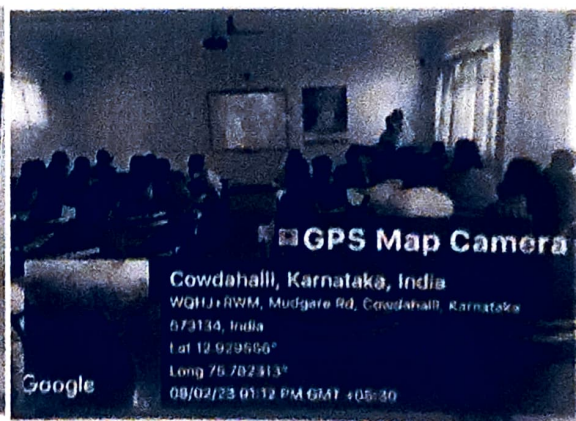 GPS Map Camera
Cowdahalli, Karnataka, India
WQHJ+RWM, Mudgere Rd, Cowdahalli, Karnataka
573134, India
Lat 12.929566°
Long 75.782313°
08/02/23 01:12 PM GMT +05:30
Google